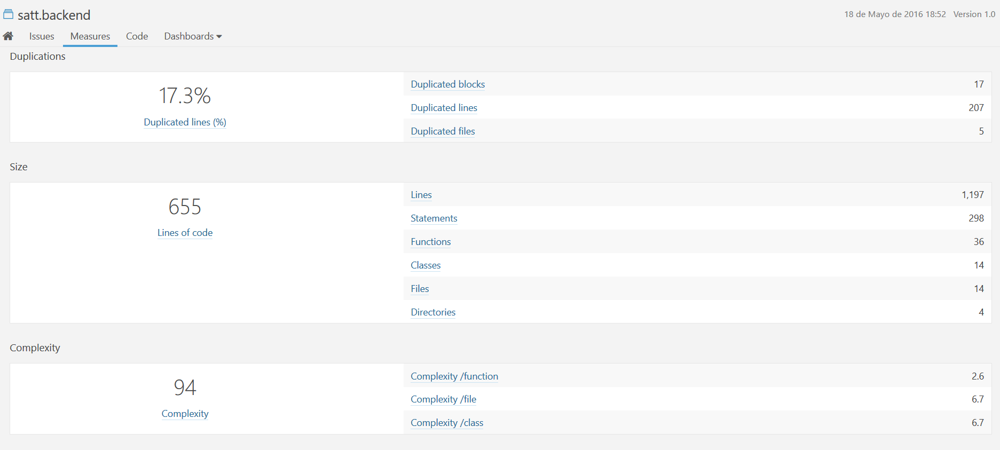 satt.backend
18 de Mayo de 2016 18:52 Version 1.0
Issues Measures Code Dashboards
Duplications
17.3%
Duplicated lines (%)
Duplicated blocks 17
Duplicated lines 207
Duplicated files 5
Size
655
Lines of code
Lines 1,197
Statements 298
Functions 36
Classes 14
Files 14
Directories 4
Complexity
94
Complexity
Complexity /function 2.6
Complexity /file 6.7
Complexity /class 6.7